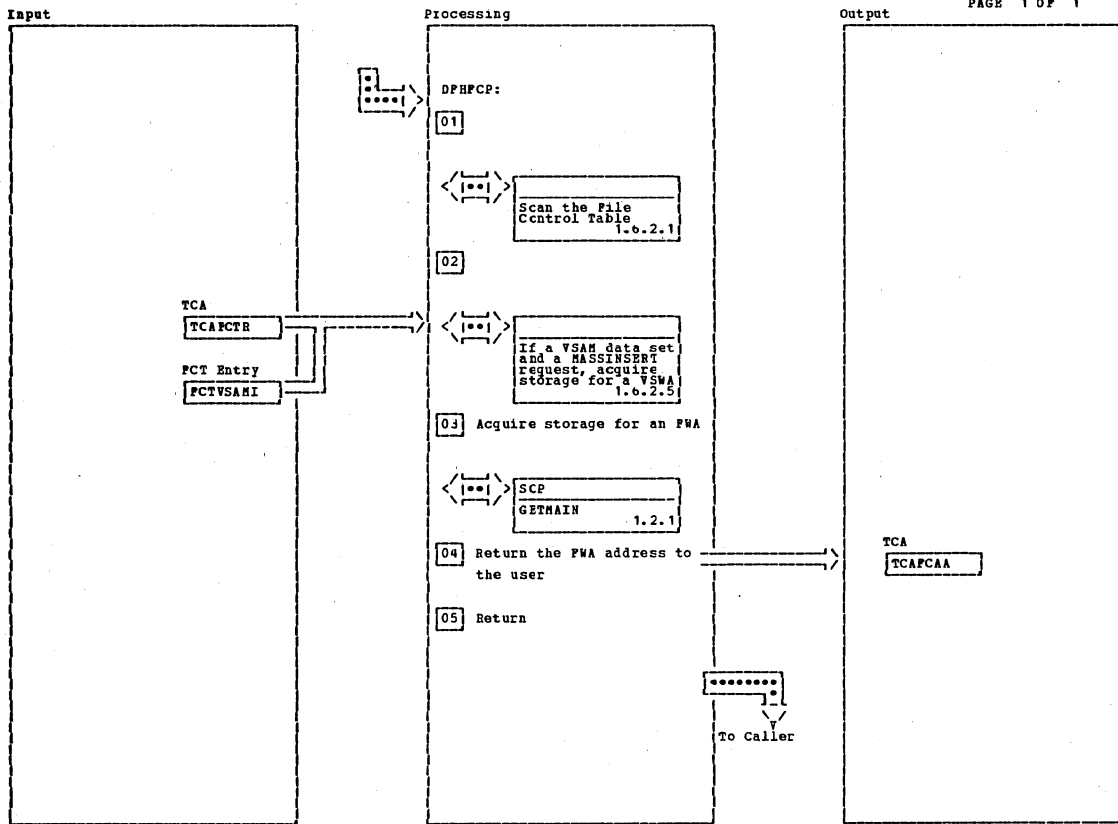 PAGE 1 OF 1
Input
Processing
Output
DFHFCP:
01
Scan the File
Control Table
1.6.2.1
02
TCA
TCAFCTR
FCT Entry
FCTVSAMI
If a VSAM data set
and a MASSINSERT
request, acquire
storage for a VSWA
1.6.2.5
03 Acquire storage for an FWA
SCP
GETMAIN
1.2.1
04 Return the FWA address to
the user
TCA
TCAFCAA
05 Return
To Caller